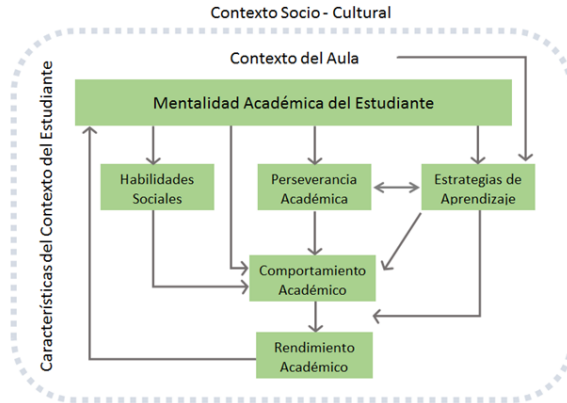 Contexto Socio - Cultural
Contexto del Aula
Características del Contexto del Estudiante
Mentalidad Académica del Estudiante
Habilidades
Sociales
Perseverancia
Académica
Estrategias de
Aprendizaje
Comportamiento
Académico
Rendimiento
Académico